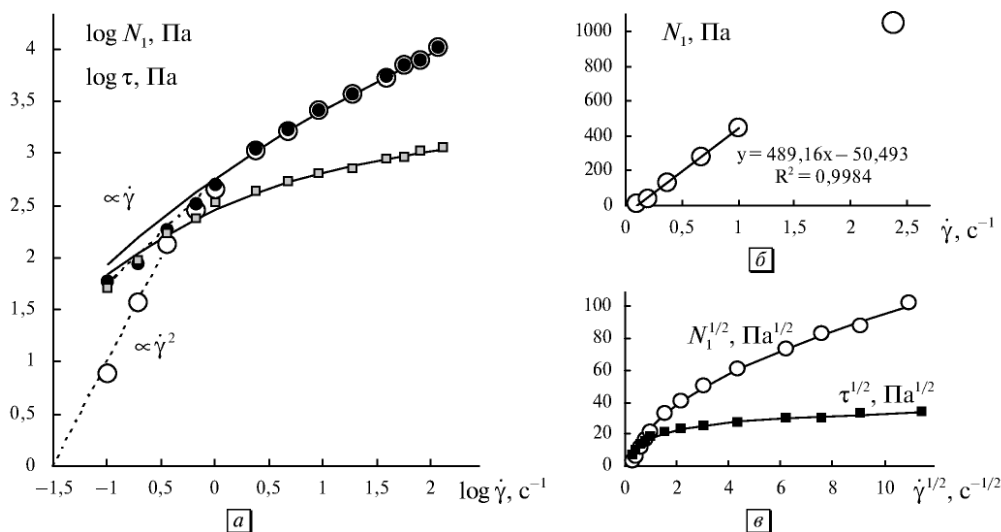 log N₁, Па
log τ, Па
4
3,5
3
2,5
2
1,5
1
0,5
0
∝γ̇
∝γ̇²
−1,5
−1
0,5
0
0,5
1
1,5
2
log γ̇, с⁻¹
а
N₁, Па
1000
800
600
400
200
0
y = 489,16x – 50,493
R² = 0,9984
0
0,5
1
1,5
2
2,5
γ̇, с⁻¹
б
100
80
60
40
20
0
N₁^1/2, Па^1/2
τ^1/2, Па^1/2
0
2
4
6
8
10
γ̇^1/2, с^−1/2
в